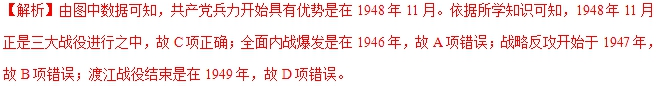 【解析】由图中数据可知，共产党兵力开始具有优势是在 1948 年 11 月。依据所学知识可知，1948 年 11 月
正是三大战役进行之中，故 C 项正确；全面内战爆发是在 1946 年，故 A 项错误；战略反攻开始于 1947 年，
故 B 项错误；渡江战役结束是在 1949 年，故 D 项错误。